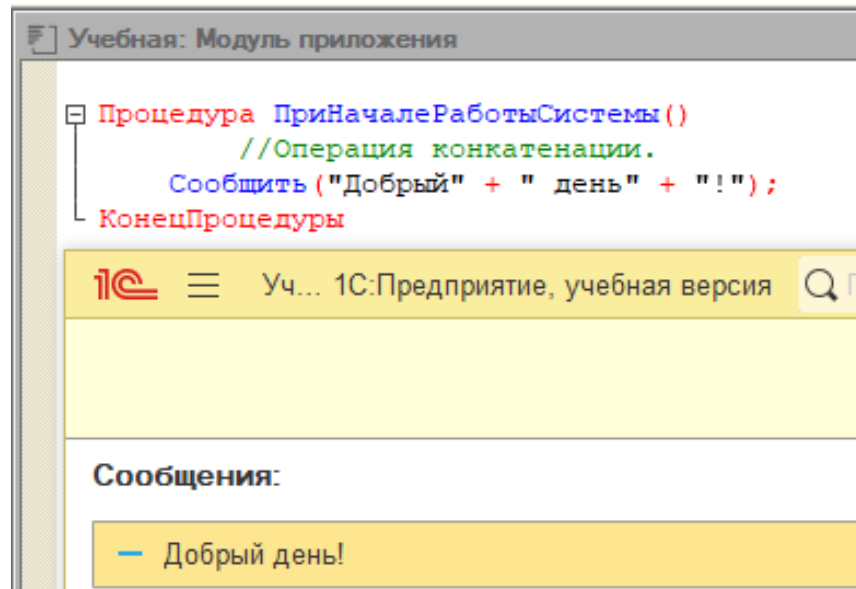 Учебная: Модуль приложения
Процедура ПриНачалеРаботыСистемы()
//Операция конкатенации.
Сообщить("Добрый" + " день" + "!");
КонецПроцедуры
1С Уч... 1С:Предприятие, учебная версия
Сообщения:
Добрый день!